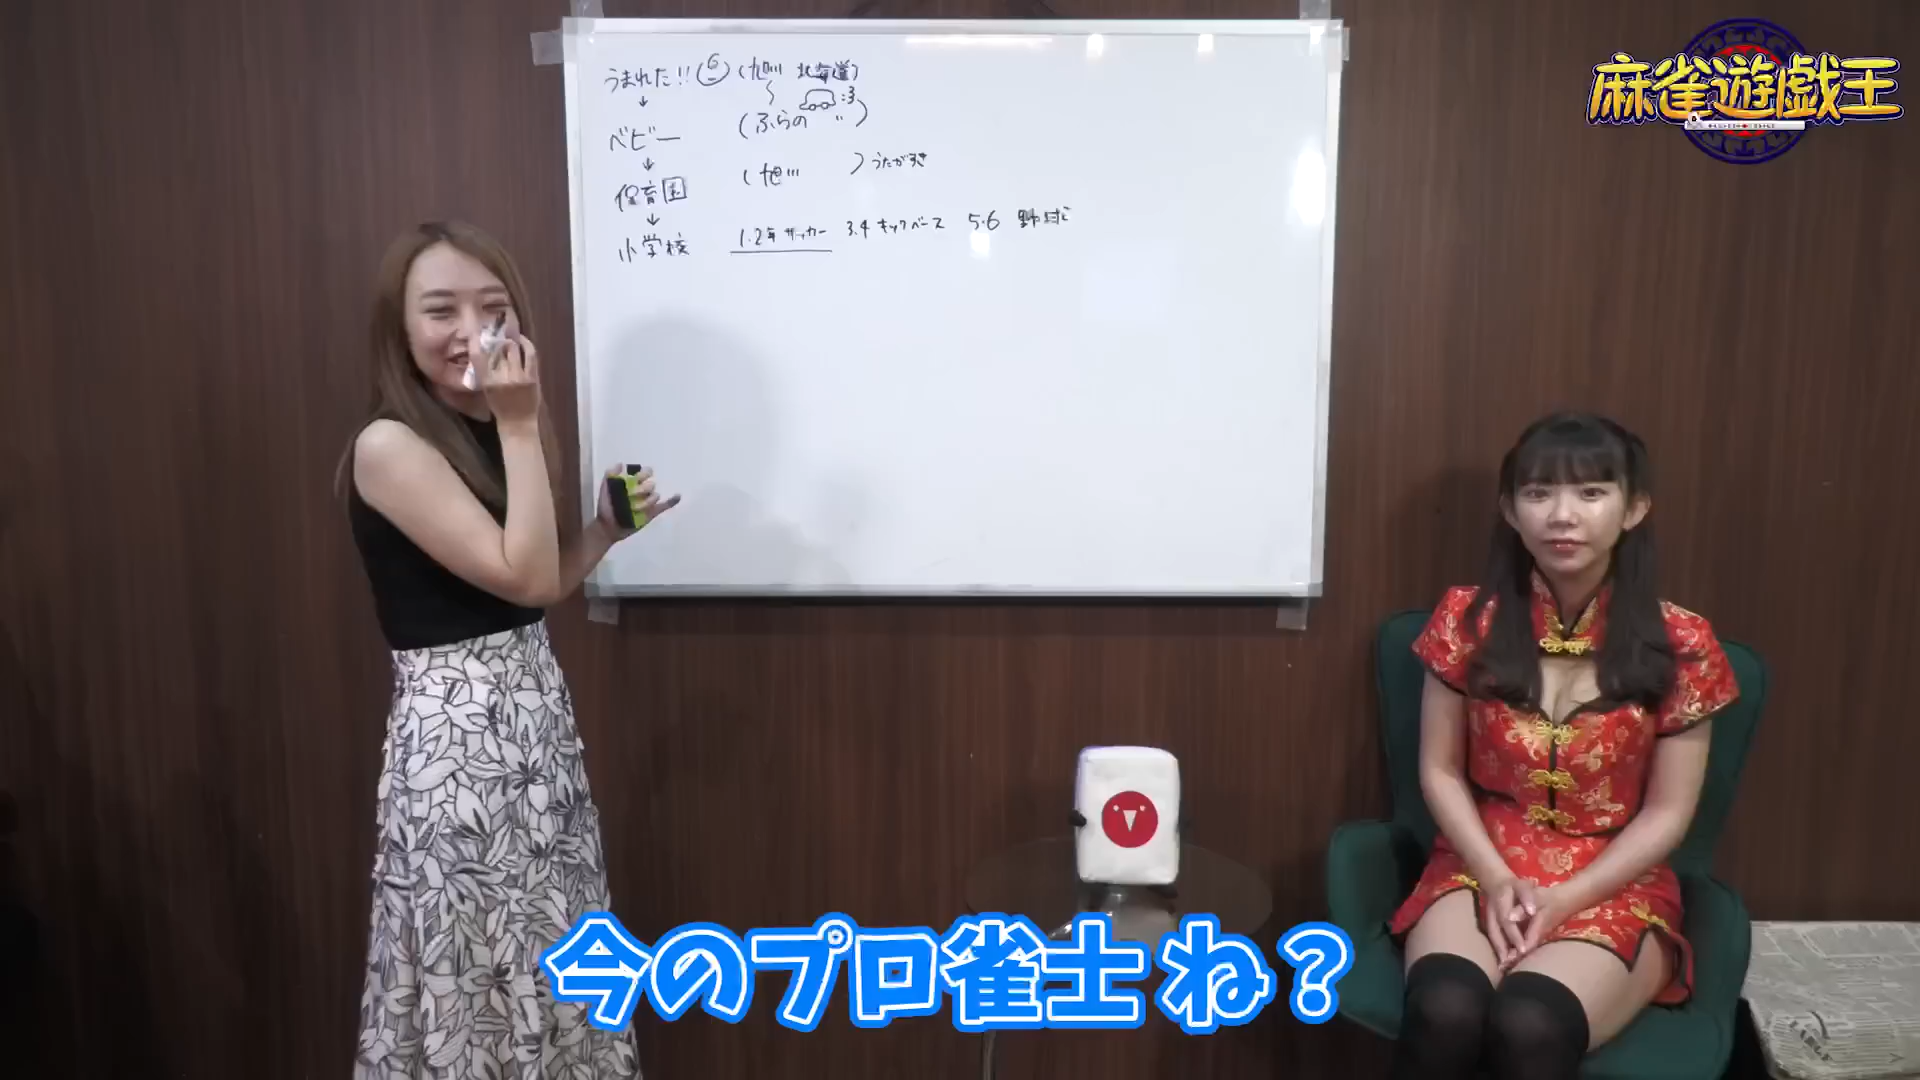 麻雀遊戯王
うまれた!! (6) (旭川 北海道)
↓
:3
ベビー (ふらの 〃 )
↓
保育園 (旭川 ) うたがすき
↓
小学校 1.2年 サッカー 3.4 キックベース 5.6 野球
今のプロ雀士ね？